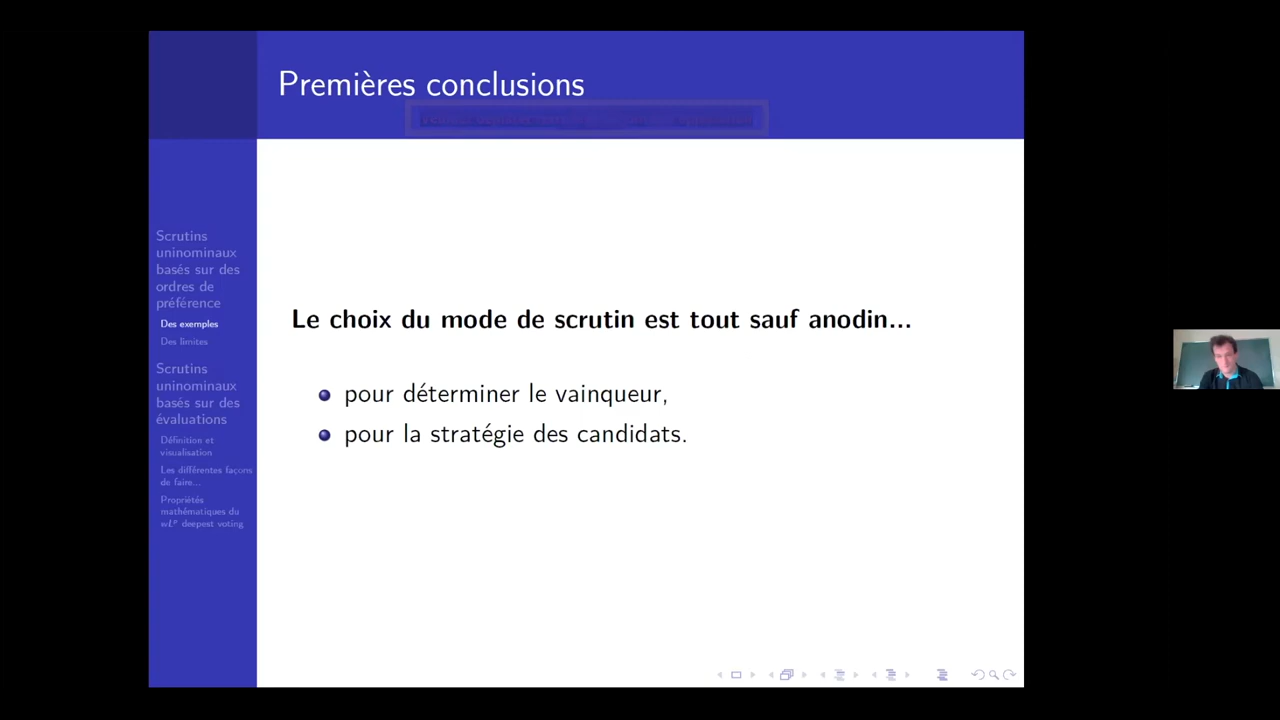 Premières conclusions
Scrutins
uninominaux
basés sur des
ordres de
préférence
Des exemples
Des limites
Scrutins
uninominaux
basés sur des
évaluations
Définition et
visualisation
Les différentes façons
de faire...
Propriétés
mathématiques du
wLᵖ deepest voting
Le choix du mode de scrutin est tout sauf anodin...
pour déterminer le vainqueur,
pour la stratégie des candidats.